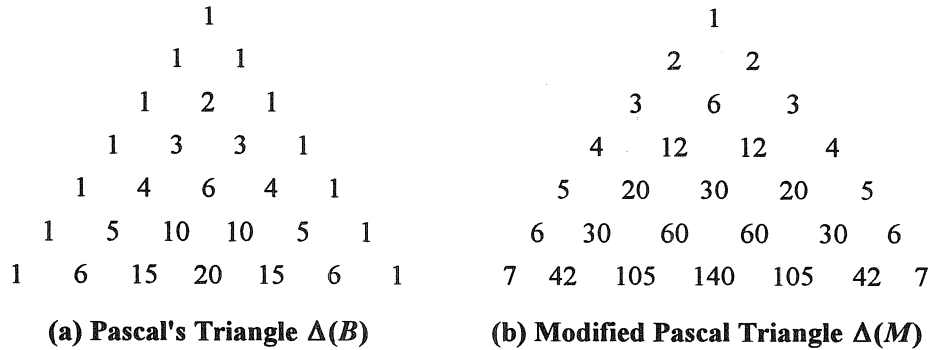 1
1 1
1 2 1
1 3 3 1
1 4 6 4 1
1 5 10 10 5 1
1 6 15 20 15 6 1
(a) Pascal's Triangle Δ(B)
1
2 2
3 6 3
4 12 12 4
5 20 30 20 5
6 30 60 60 30 6
7 42 105 140 105 42 7
(b) Modified Pascal Triangle Δ(M)